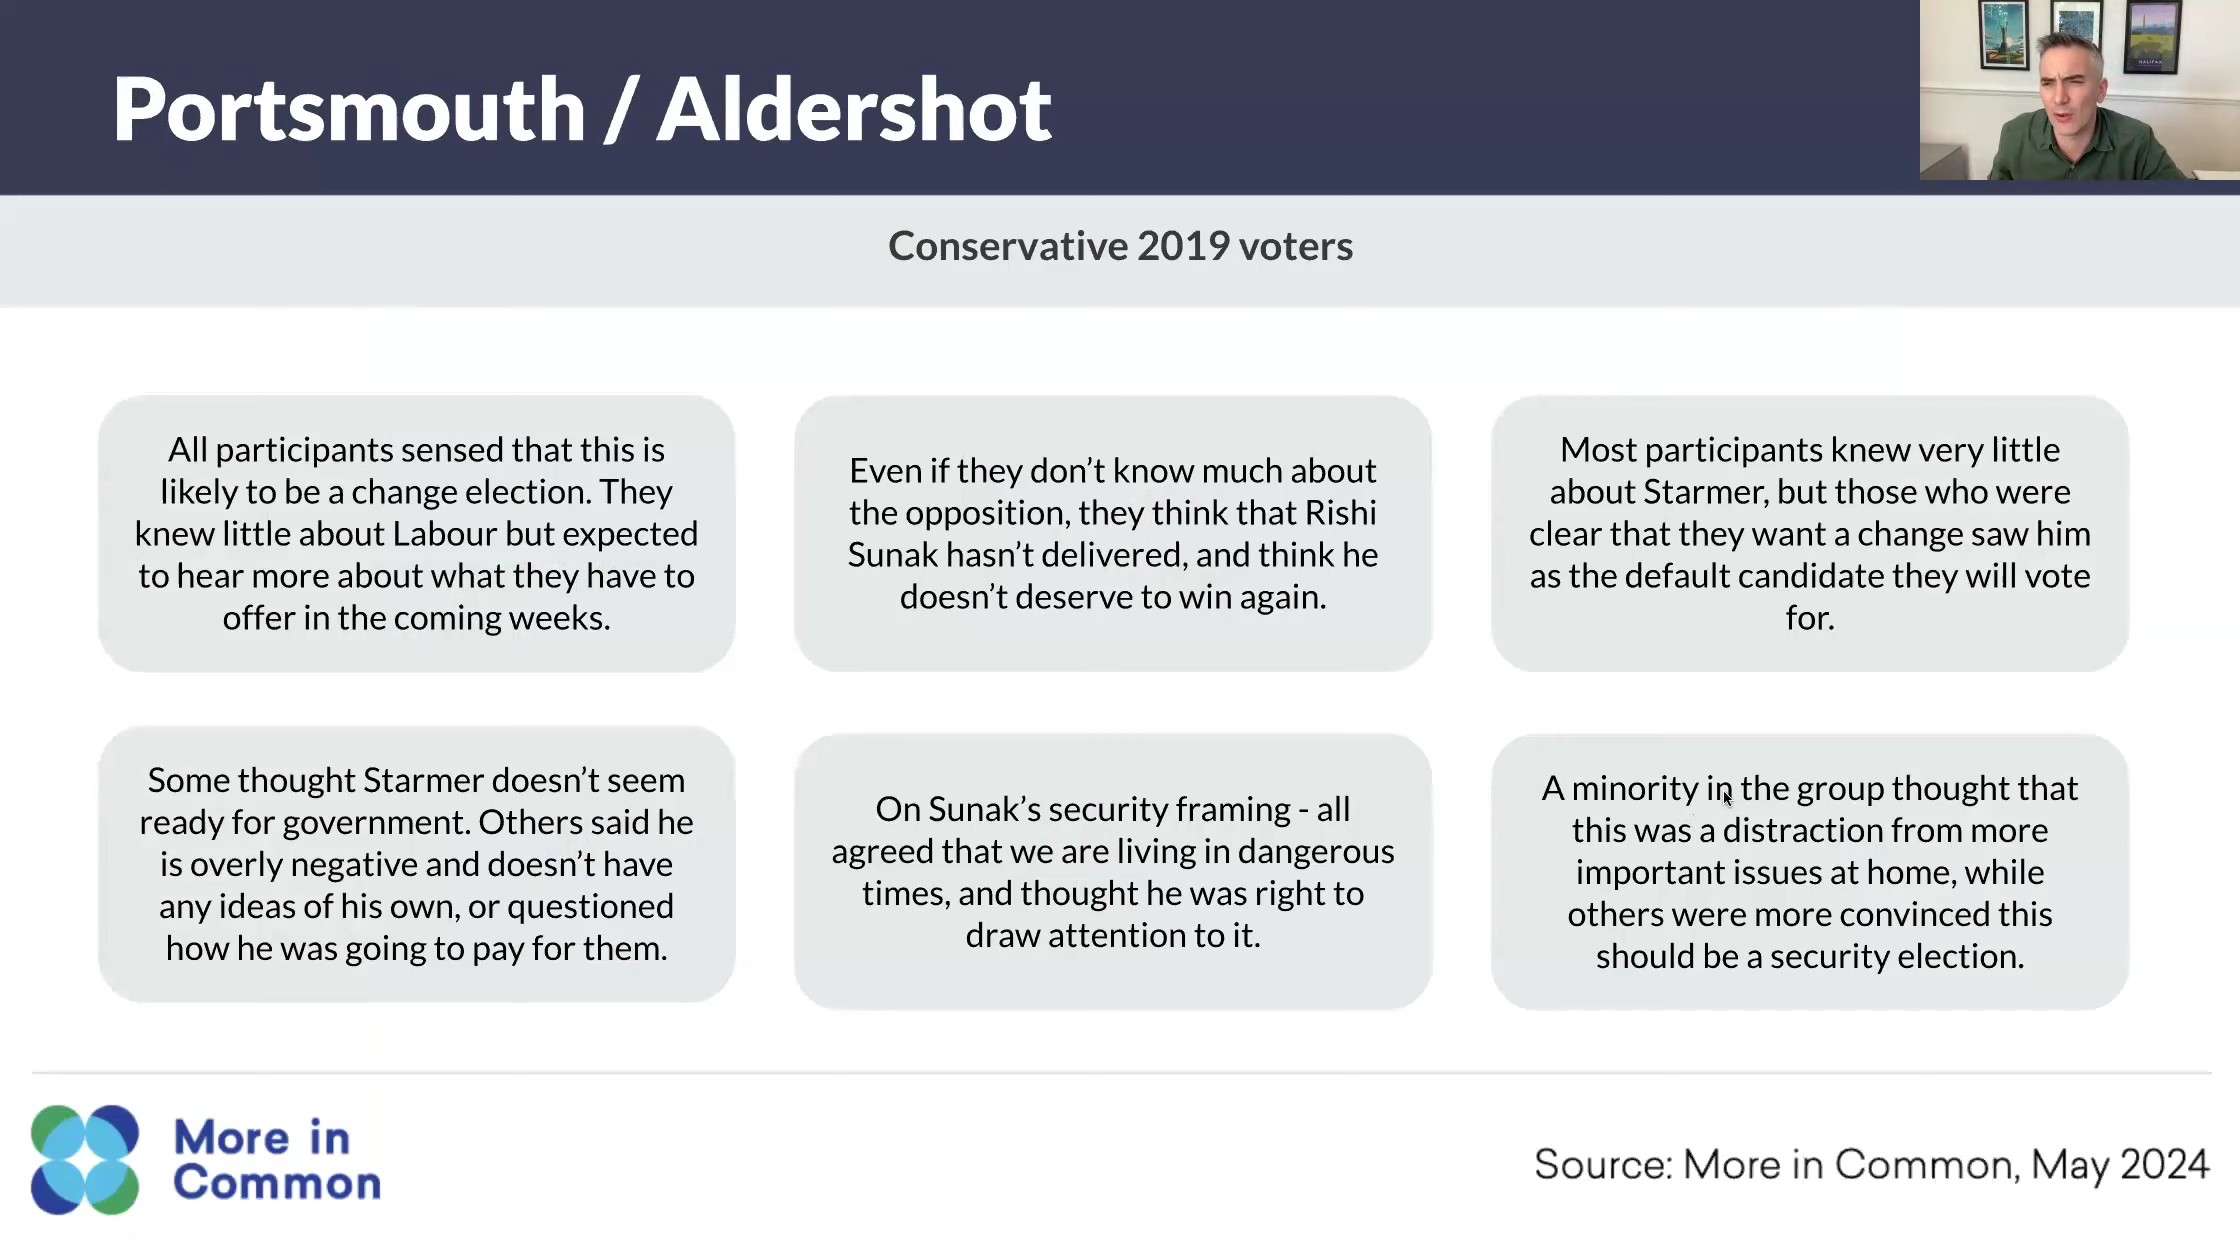 Portsmouth / Aldershot
HALIFAX
Conservative 2019 voters
All participants sensed that this is
likely to be a change election. They
knew little about Labour but expected
to hear more about what they have to
offer in the coming weeks.
Even if they don’t know much about
the opposition, they think that Rishi
Sunak hasn’t delivered, and think he
doesn’t deserve to win again.
Most participants knew very little
about Starmer, but those who were
clear that they want a change saw him
as the default candidate they will vote
for.
Some thought Starmer doesn’t seem
ready for government. Others said he
is overly negative and doesn’t have
any ideas of his own, or questioned
how he was going to pay for them.
On Sunak’s security framing - all
agreed that we are living in dangerous
times, and thought he was right to
draw attention to it.
A minority in the group thought that
this was a distraction from more
important issues at home, while
others were more convinced this
should be a security election.
More in
Common
Source: More in Common, May 2024